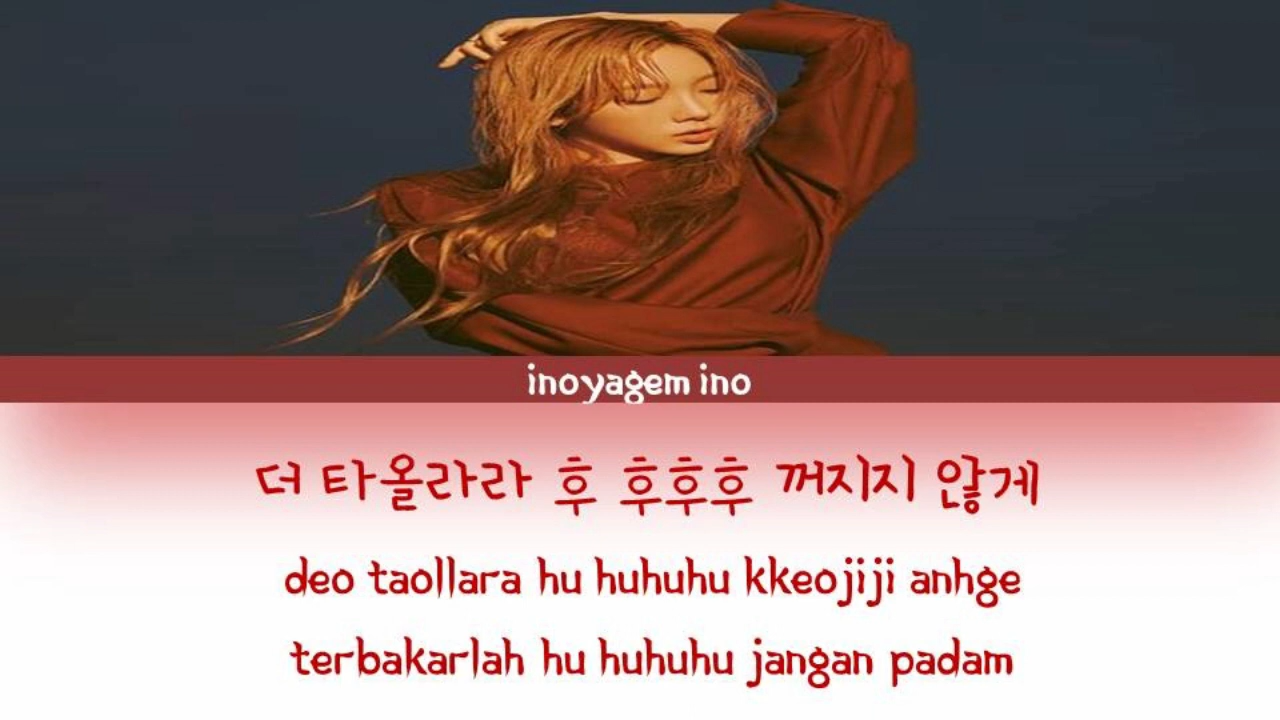 inoyagem ino
더 타올라라 후 후후후 꺼지지 않게
deo taollara hu huhuhu kkeojiji anhge
terbakarlah hu huhuhu jangan padam